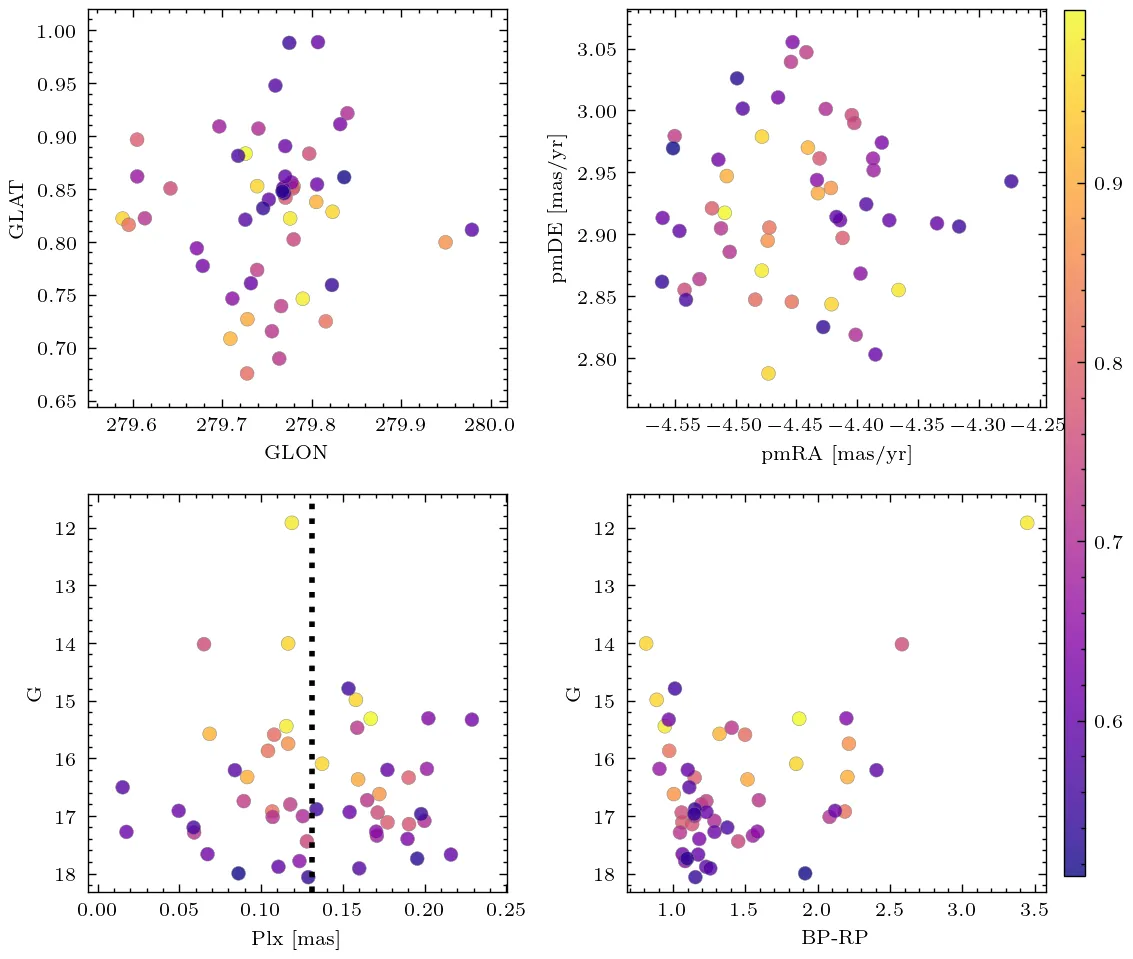 1.00
0.95
0.90
0.85
0.80
0.75
0.70
0.65
GLAT
279.6 279.7 279.8 279.9 280.0
GLON
3.05
3.00
2.95
2.90
2.85
2.80
pmDE [mas/yr]
−4.55 −4.50 −4.45 −4.40 −4.35 −4.30 −4.25
pmRA [mas/yr]
12
13
14
15
16
17
18
G
0.00 0.05 0.10 0.15 0.20 0.25
Plx [mas]
12
13
14
15
16
17
18
G
1.0 1.5 2.0 2.5 3.0 3.5
BP-RP
0.9
0.8
0.7
0.6